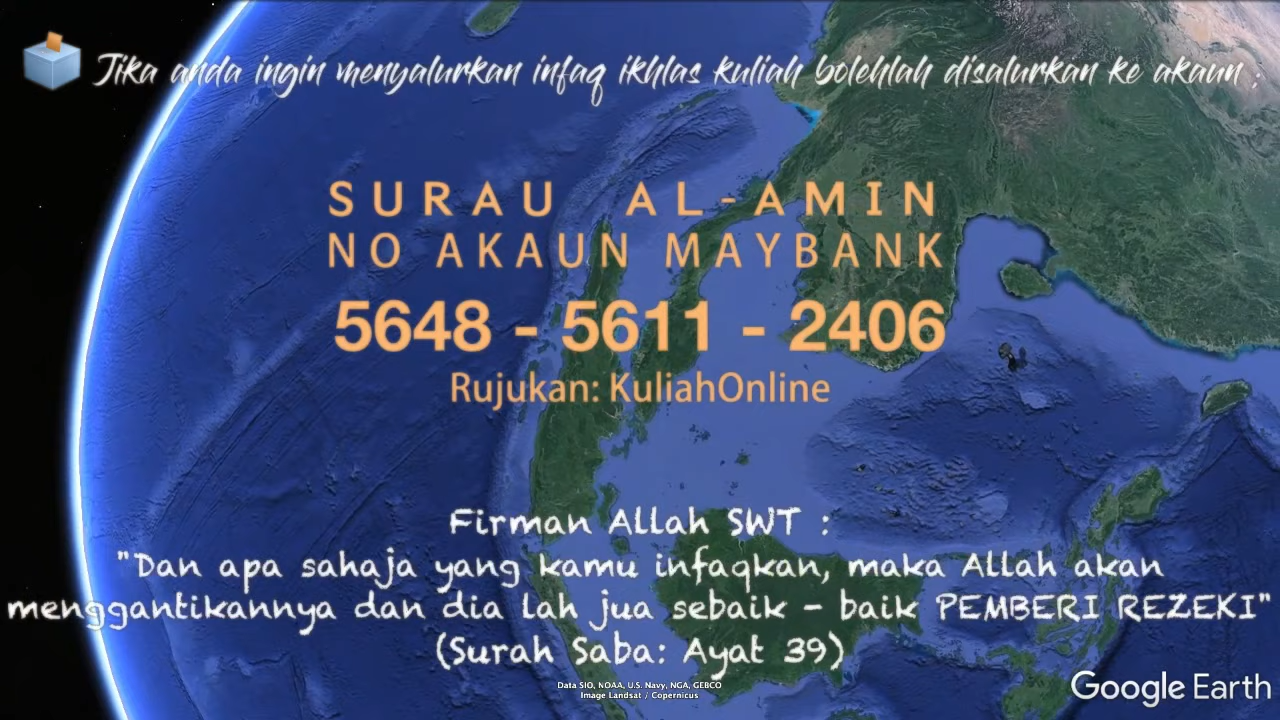 Jika anda ingin menyalurkan infaq ikhlas kuliah bolehlah disalurkan ke akaun :
SURAU AL-AMIN
NO AKAUN MAYBANK
5648 - 5611 - 2406
Rujukan: KuliahOnline
Firman Allah SWT :
"Dan apa sahaja yang kamu infaqkan, maka Allah akan
menggantikannya dan dia lah jua sebaik - baik PEMBERI REZEKI"
(Surah Saba: Ayat 39)
Data SIO, NOAA, U.S. Navy, NGA, GEBCO
Image Landsat / Copernicus
Google Earth